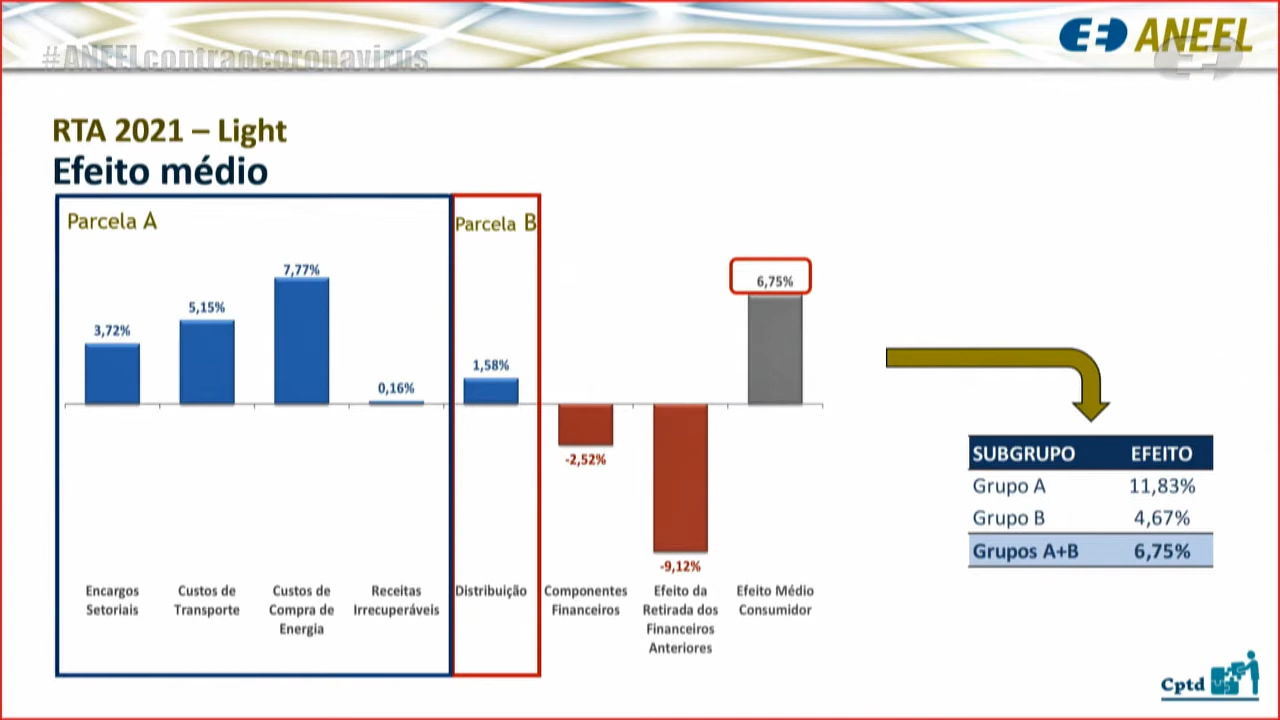 #ANEELcontraocoronavirus
ANEEL
RTA 2021 – Light
Efeito médio
Parcela A
Parcela B
3,72%
5,15%
7,77%
0,16%
1,58%
-2,52%
-9,12%
6,75%
Encargos
Setoriais
Custos de
Transporte
Custos de
Compra de
Energia
Receitas
Irrecuperáveis
Distribuição
Componentes
Financeiros
Efeito da
Retirada dos
Financeiros
Anteriores
Efeito Médio
Consumidor
SUBGRUPO EFEITO
Grupo A 11,83%
Grupo B 4,67%
Grupos A+B 6,75%
Cptd